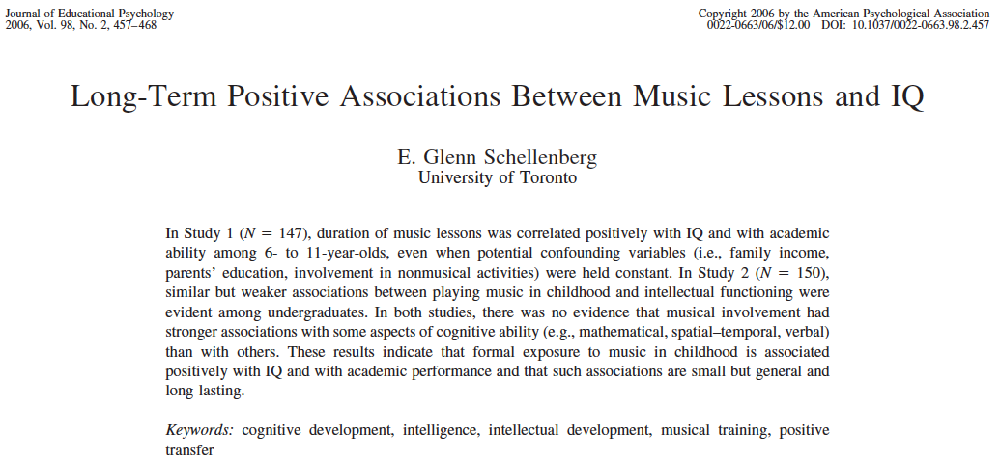 Journal of Educational Psychology
2006, Vol. 98, No. 2, 457–468
Copyright 2006 by the American Psychological Association
0022-0663/06/$12.00 DOI: 10.1037/0022-0663.98.2.457
Long-Term Positive Associations Between Music Lessons and IQ
E. Glenn Schellenberg
University of Toronto
In Study 1 (N = 147), duration of music lessons was correlated positively with IQ and with academic
ability among 6- to 11-year-olds, even when potential confounding variables (i.e., family income,
parents' education, involvement in nonmusical activities) were held constant. In Study 2 (N = 150),
similar but weaker associations between playing music in childhood and intellectual functioning were
evident among undergraduates. In both studies, there was no evidence that musical involvement had
stronger associations with some aspects of cognitive ability (e.g., mathematical, spatial–temporal, verbal)
than with others. These results indicate that formal exposure to music in childhood is associated
positively with IQ and with academic performance and that such associations are small but general and
long lasting.
Keywords: cognitive development, intelligence, intellectual development, musical training, positive
transfer